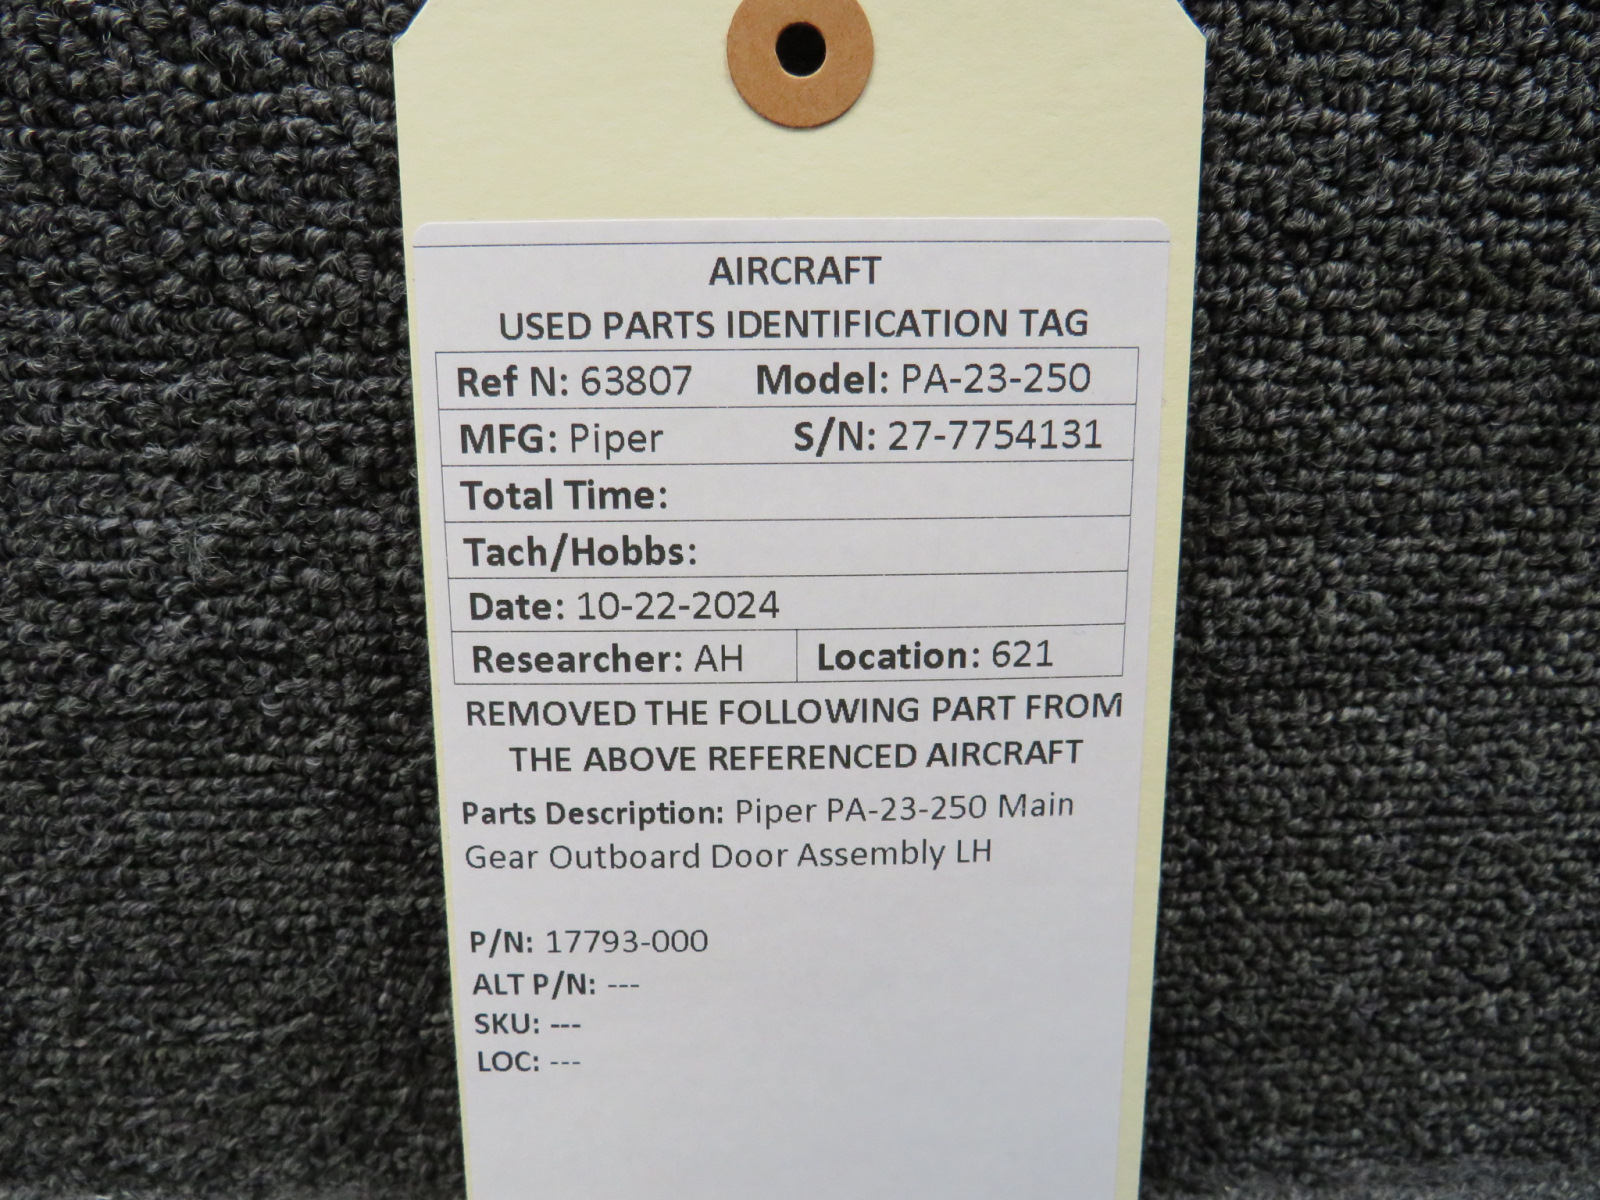 AIRCRAFT
USED PARTS IDENTIFICATION TAG
Ref N: 63807 Model: PA-23-250
MFG: Piper S/N: 27-7754131
Total Time:
Tach/Hobbs:
Date: 10-22-2024
Researcher: AH Location: 621
REMOVED THE FOLLOWING PART FROM
THE ABOVE REFERENCED AIRCRAFT
Parts Description: Piper PA-23-250 Main
Gear Outboard Door Assembly LH
P/N: 17793-000
ALT P/N: ---
SKU: ---
LOC: ---